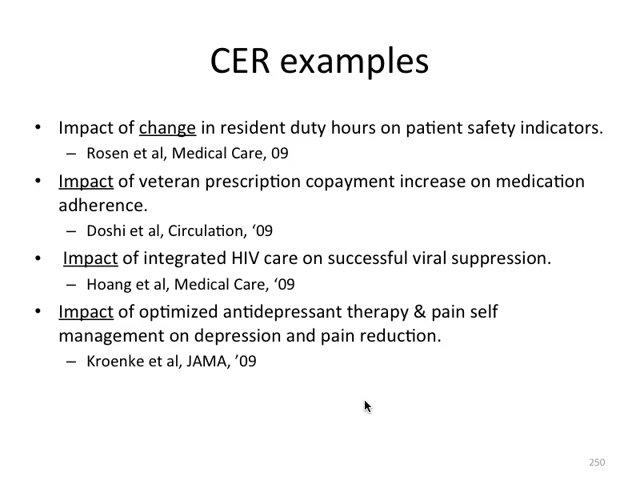 CER examples
• Impact of change in resident duty hours on patient safety indicators.
– Rosen et al, Medical Care, 09
• Impact of veteran prescription copayment increase on medication
adherence.
– Doshi et al, Circulation, ‘09
• Impact of integrated HIV care on successful viral suppression.
– Hoang et al, Medical Care, ‘09
• Impact of optimized antidepressant therapy & pain self
management on depression and pain reduction.
– Kroenke et al, JAMA, ’09
250